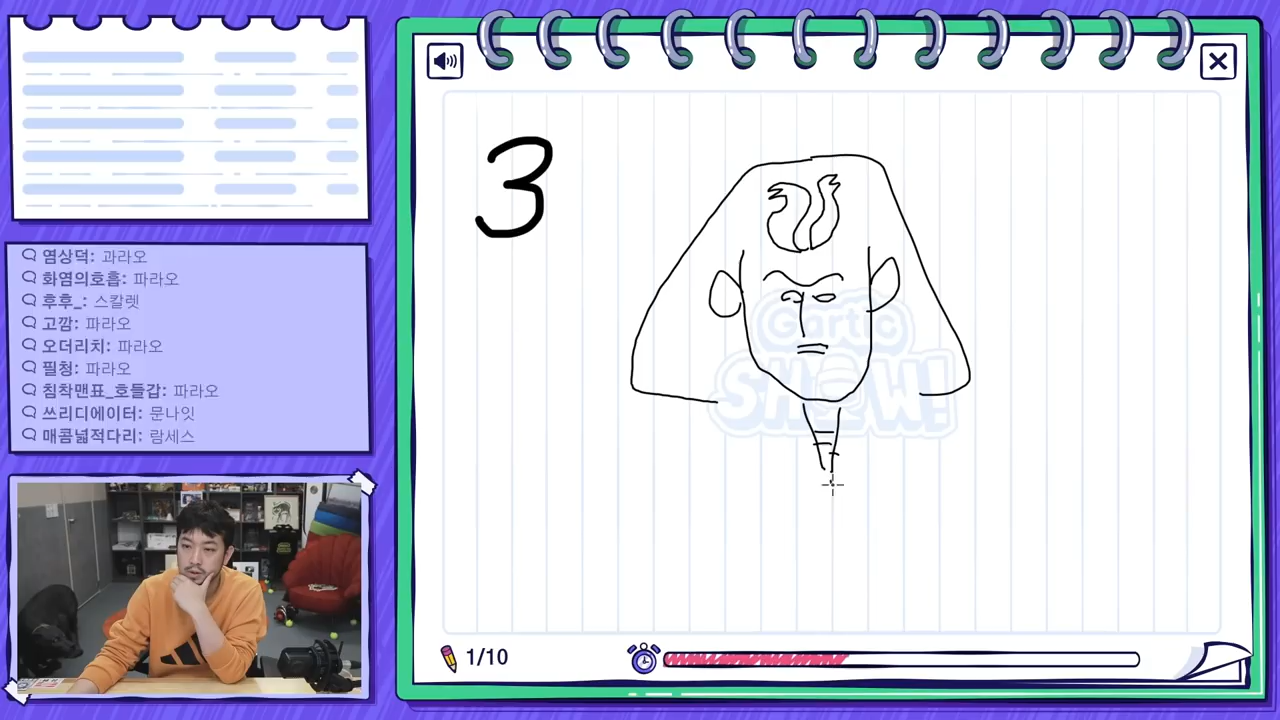 3
Gartic
SHOW!
염상덕: 과라오
화염의호흡: 파라오
후후_: 스칼렛
고깜: 파라오
오더리치: 파라오
필청: 파라오
침착맨표_호들갑: 파라오
쓰리디에이터: 문나잇
매콤넓적다리: 람세스
1/10